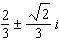 2/3 ± √2/3 i